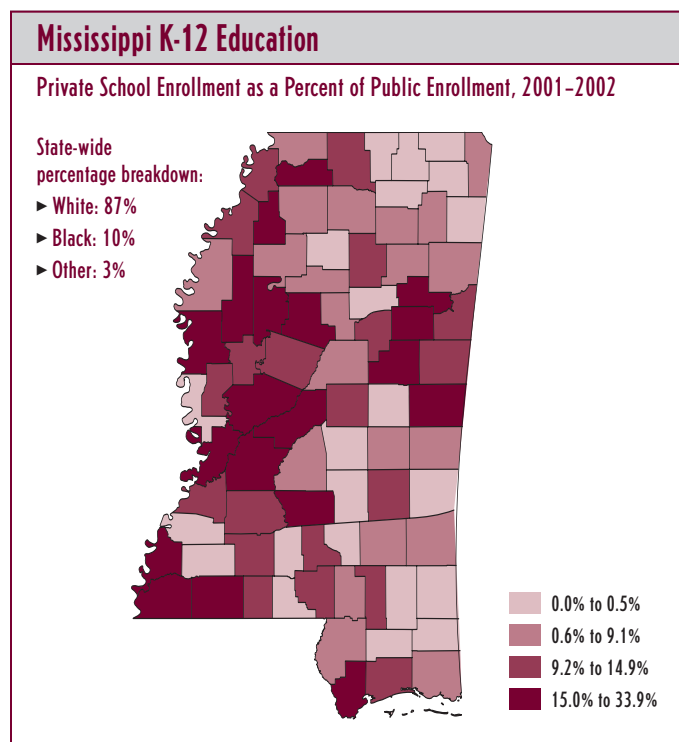 Mississippi K-12 Education
Private School Enrollment as a Percent of Public Enrollment, 2001–2002
State-wide
percentage breakdown:
► White: 87%
► Black: 10%
► Other: 3%
0.0% to 0.5%
0.6% to 9.1%
9.2% to 14.9%
15.0% to 33.9%